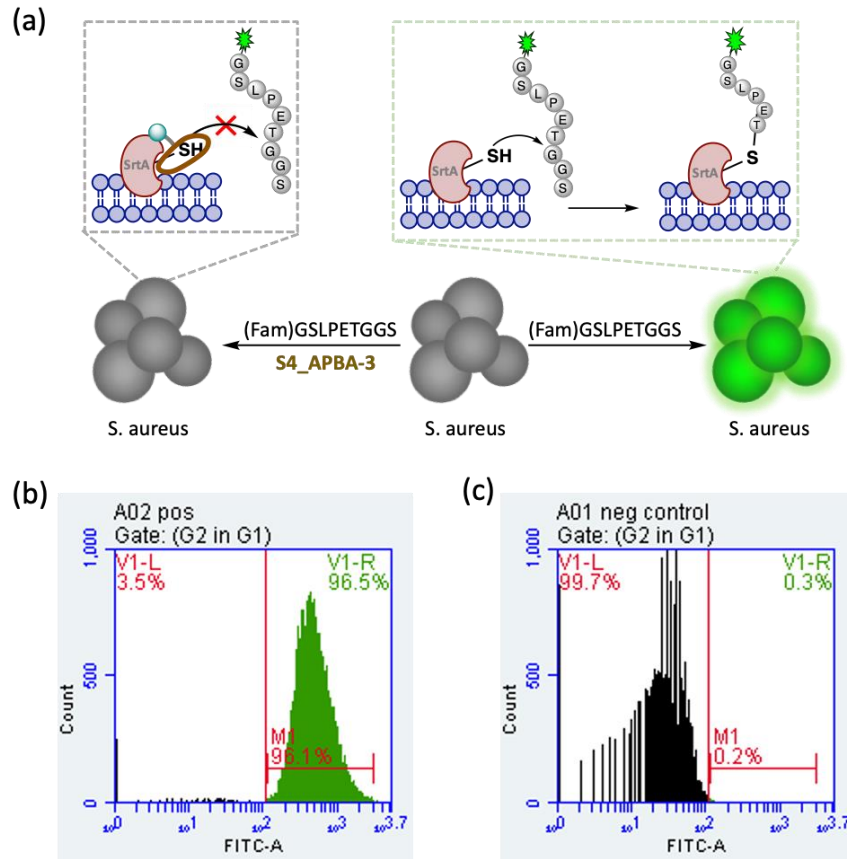 (a)
G
S
L
P
E
T
G
G
S
SH
SrtA
G
S
L
P
E
T
G
G
S
SH
SrtA
G
S
L
P
E
T
S
SrtA
(Fam)GSLPETGGS
S4_APBA-3
(Fam)GSLPETGGS
S. aureus
S. aureus
S. aureus
(b)
A02 pos
Gate: (G2 in G1)
V1-L
3.5%
V1-R
96.5%
M1
96.1%
1,000
500
0
Count
10^0 10^1 10^2 10^3 10^3.7
FITC-A
(c)
A01 neg control
Gate: (G2 in G1)
V1-L
99.7%
V1-R
0.3%
M1
0.2%
1,000
500
0
Count
10^0 10^1 10^2 10^3 10^3.7
FITC-A